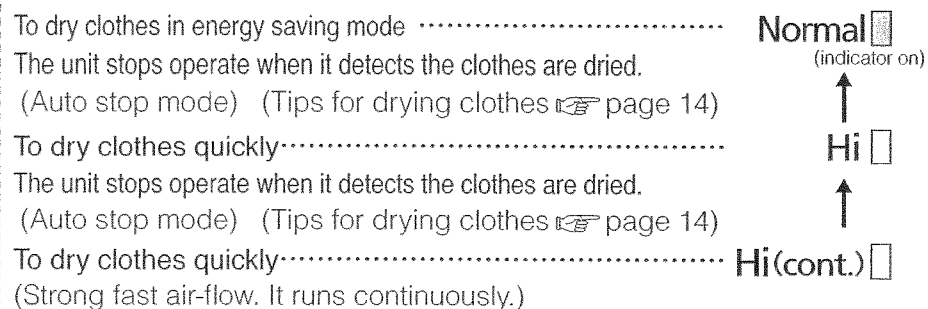 To dry clothes in energy saving mode ································· Normal
(indicator on)
The unit stops operate when it detects the clothes are dried.
(Auto stop mode) (Tips for drying clothes ☞ page 14)
To dry clothes quickly················································· Hi
The unit stops operate when it detects the clothes are dried.
(Auto stop mode) (Tips for drying clothes ☞ page 14)
To dry clothes quickly················································· Hi(cont.)
(Strong fast air-flow. It runs continuously.)